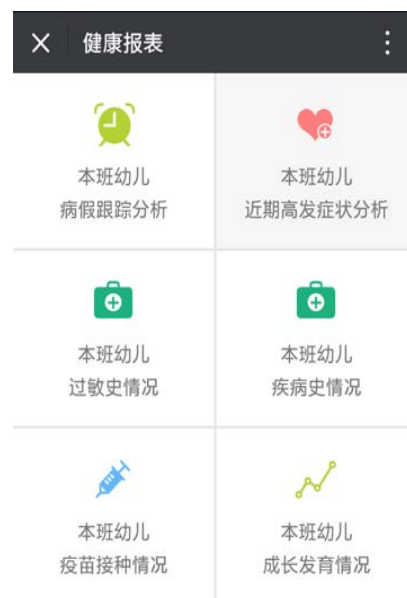 健康报表
本班幼儿
病假跟踪分析
本班幼儿
近期高发症状分析
本班幼儿
过敏史情况
本班幼儿
疾病史情况
本班幼儿
疫苗接种情况
本班幼儿
成长发育情况